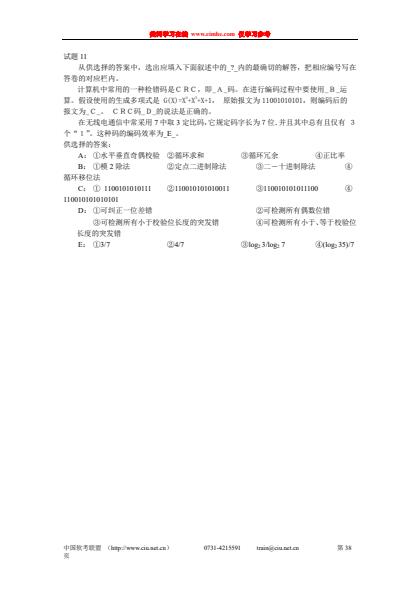 希赛学习在线 www.cimhc.com 仅学习参考
试题 11
从供选择的答案中，选出应填入下面叙述中的_?_内的最确切的解答，把相应编号写在
答卷的对应栏内。
计算机中常用的一种检错码是ＣＲＣ，即_Ａ_码。在进行编码过程中要使用_Ｂ_运
算。假设使用的生成多项式是 G(X)=X⁴+X³+X+1， 原始报文为 11001010101，则编码后的
报文为_Ｃ_。 ＣＲＣ码_Ｄ_的说法是正确的。
在无线电通信中常采用 7 中取 3 定比码，它规定码字长为 7 位，并且其中总有且仅有 3
个“１”。这种码的编码效率为_E_。
供选择的答案：
A： ①水平垂直奇偶校验 ②循环求和 ③循环冗余 ④正比率
B： ①模 2 除法 ②定点二进制除法 ③二－十进制除法 ④
循环移位法
C： ① 1100101010111 ②110010101010011 ③110010101011100 ④
110010101010101
D： ①可纠正一位差错 ②可检测所有偶数位错
③可检测所有小于校验位长度的突发错 ④可检测所有小于、等于校验位
长度的突发错
E： ①3/7 ②4/7 ③log₂ 3/log₂ 7 ④(log₂ 35)/7
中国软考联盟 （http://www.ciu.net.cn） 0731-4215591 train@ciu.net.cn 第 38
页